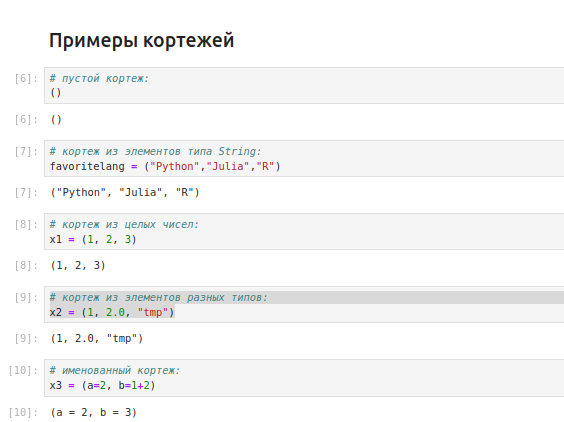 Примеры кортежей
[6]: # пустой кортеж:
()
[6]: ()
[7]: # кортеж из элементов типа String:
favoritelang = ("Python","Julia","R")
[7]: ("Python", "Julia", "R")
[8]: # кортеж из целых чисел:
x1 = (1, 2, 3)
[8]: (1, 2, 3)
[9]: # кортеж из элементов разных типов:
x2 = (1, 2.0, "tmp")
[9]: (1, 2.0, "tmp")
[10]: # именованный кортеж:
x3 = (a=2, b=1+2)
[10]: (a = 2, b = 3)